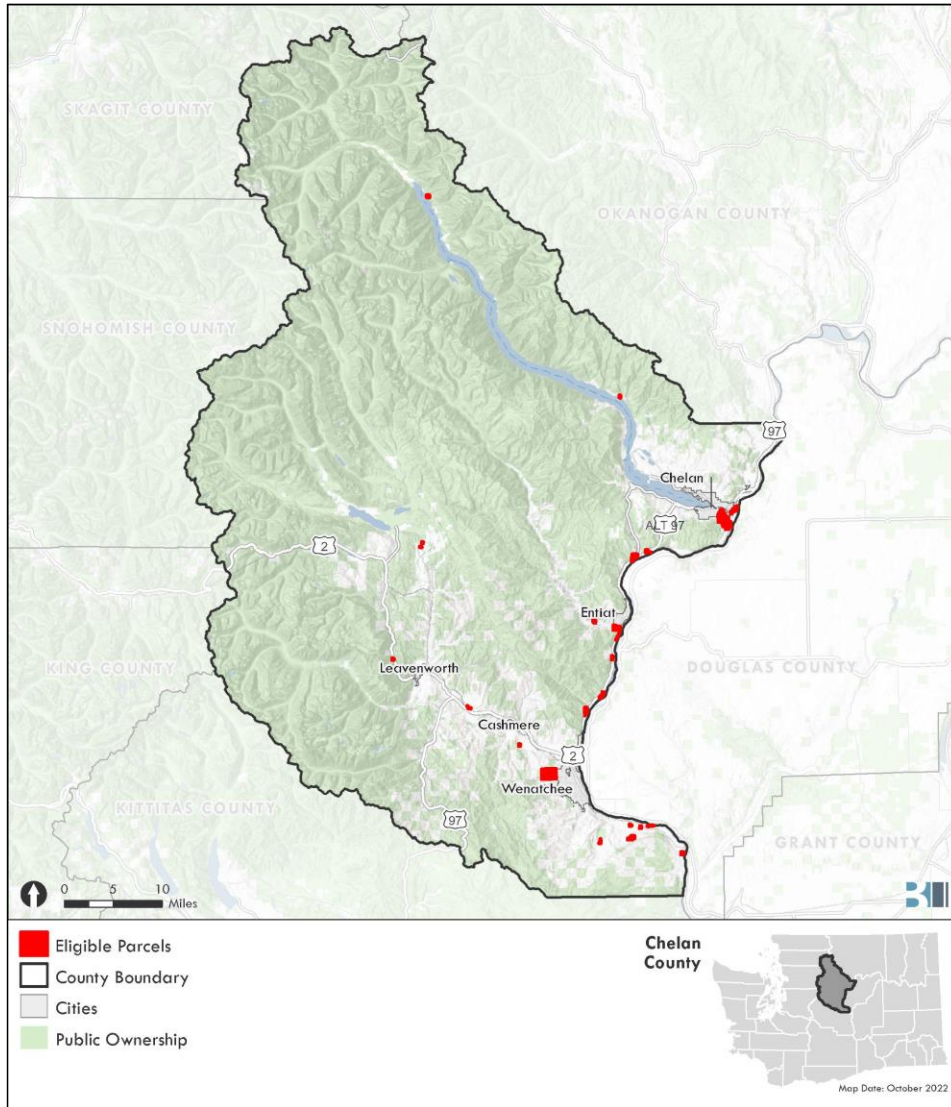 SKAGIT COUNTY
OKANOGAN COUNTY
SNOHOMISH COUNTY
97
Chelan
ALT 97
2
Entiat
KING COUNTY
Leavenworth
DOUGLAS COUNTY
Cashmere
2
Wenatchee
KITTITAS COUNTY
97
GRANT COUNTY
0 5 10
Miles
Eligible Parcels
County Boundary
Cities
Public Ownership
Chelan
County
Map Date: October 2022